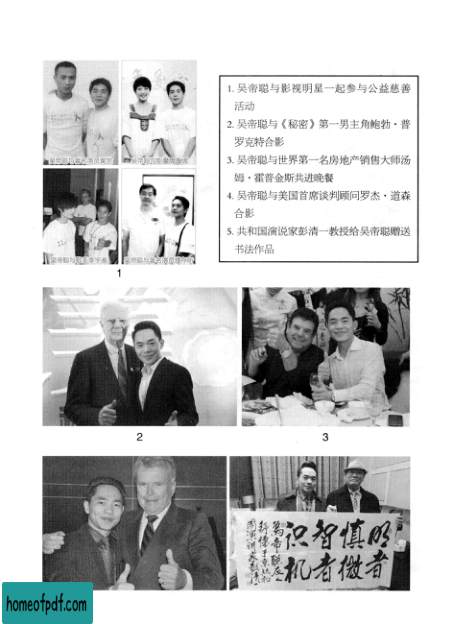 1. 吴帝聪与影视明星一起参与公益慈善
活动
2. 吴帝聪与《秘密》第一男主角鲍勃·普
罗克特合影
3. 吴帝聪与世界第一名房地产销售大师汤
姆·霍普金斯共进晚餐
4. 吴帝聪与美国首席谈判顾问罗杰·道森
合影
5. 共和国演说家彭清一教授给吴帝聪赠送
书法作品
1
2
3
明者慎微
智者识机
homeofpdf.com